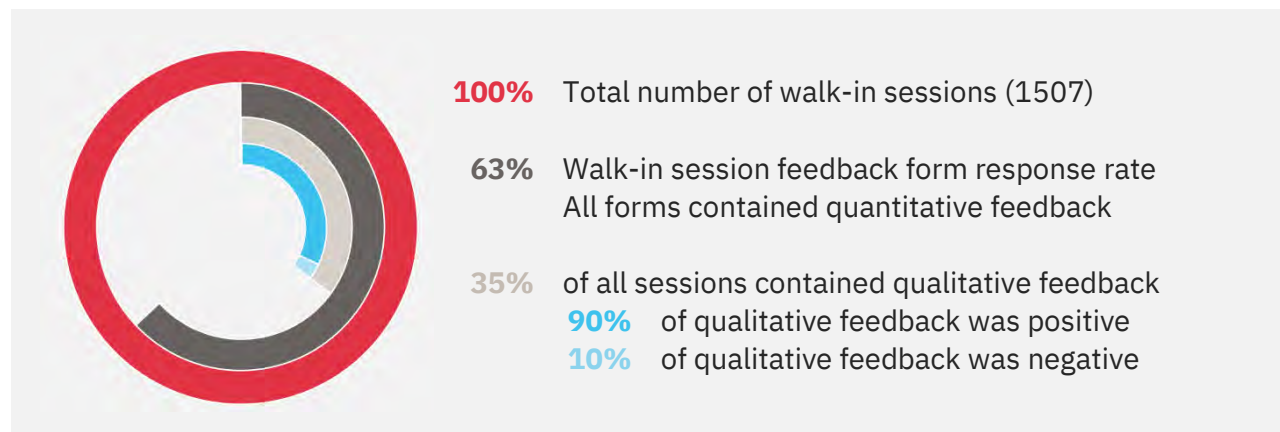 100% Total number of walk-in sessions (1507)
63% Walk-in session feedback form response rate
All forms contained quantitative feedback
35% of all sessions contained qualitative feedback
90% of qualitative feedback was positive
10% of qualitative feedback was negative